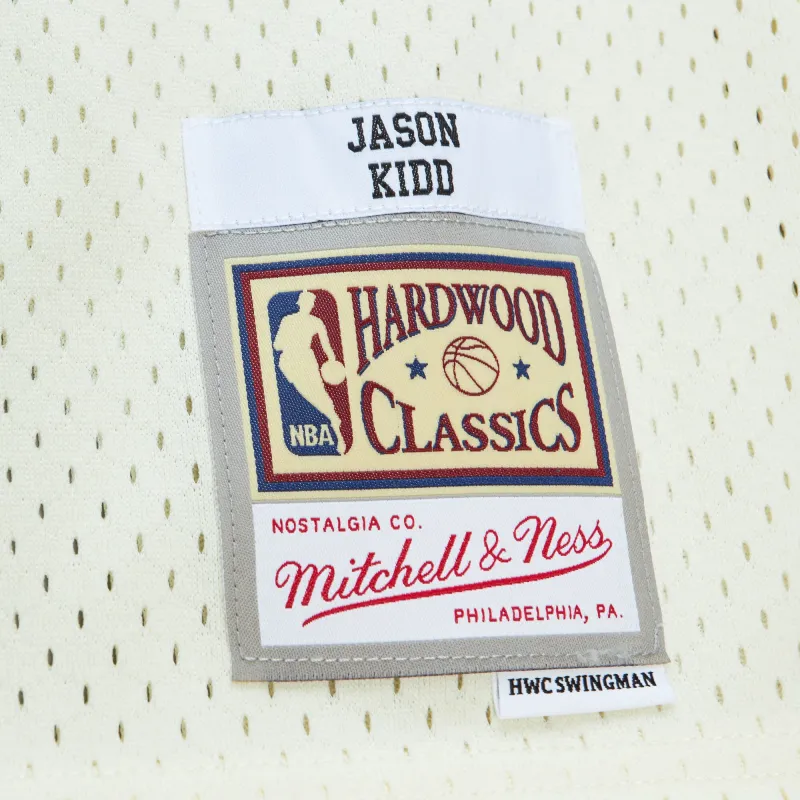 JASON
KIDD
HARDWOOD
CLASSICS
NBA
NOSTALGIA CO.
Mitchell & Ness
PHILADELPHIA, PA.
HWC SWINGMAN